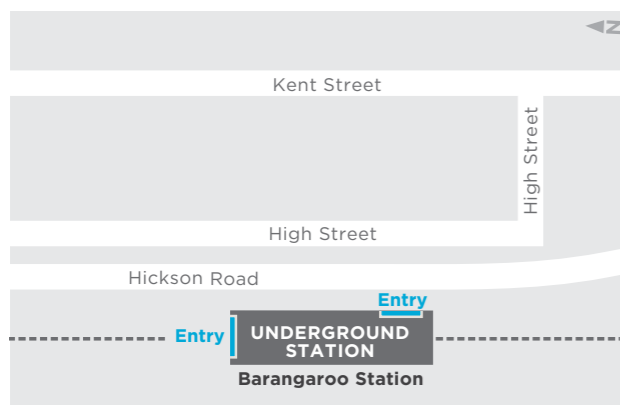 N
Kent Street
High Street
High Street
Hickson Road
Entry
Entry
UNDERGROUND
STATION
Barangaroo Station